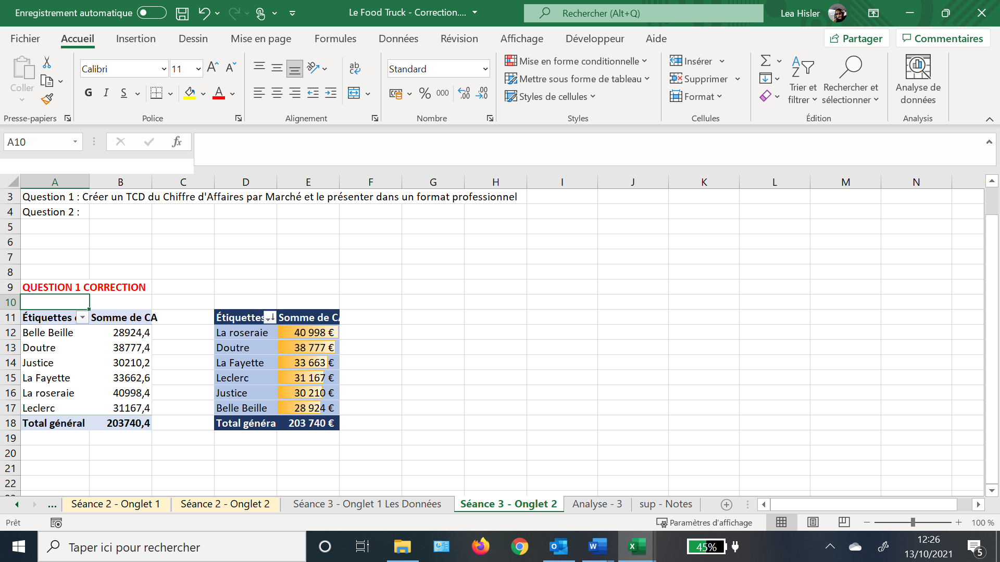 Enregistrement automatique
Le Food Truck - Correction....
Rechercher (Alt+Q)
Lea Hisler
Fichier Accueil Insertion Dessin Mise en page Formules Données Révision Affichage Développeur Aide
Partager Commentaires
Coller
Calibri 11
G I S
Standard
% 000
Mise en forme conditionnelle
Mettre sous forme de tableau
Styles de cellules
Insérer
Supprimer
Format
Trier et filtrer
Rechercher et sélectionner
Analyse de données
Presse-papiers Police Alignement Nombre Styles Cellules Édition Analysis
A10 fx
A B C D E F G H I J K L M N
3 Question 1 : Créer un TCD du Chiffre d'Affaires par Marché et le présenter dans un format professionnel
4 Question 2 :
5
6
7
8
9 QUESTION 1 CORRECTION
10
11 Étiquettes Somme de CA Étiquettes Somme de CA
12 Belle Beille 28924,4 La roseraie 40 998 €
13 Doutre 38777,4 Doutre 38 777 €
14 Justice 30210,2 La Fayette 33 663 €
15 La Fayette 33662,6 Leclerc 31 167 €
16 La roseraie 40998,4 Justice 30 210 €
17 Leclerc 31167,4 Belle Beille 28 924 €
18 Total général 203740,4 Total généra 203 740 €
19
20
21
22
... Séance 2 - Onglet 1 Séance 2 - Onglet 2 Séance 3 - Onglet 1 Les Données Séance 3 - Onglet 2 Analyse - 3 sup - Notes
Prêt Paramètres d'affichage 100 %
Taper ici pour rechercher
45%
12:26
13/10/2021
5